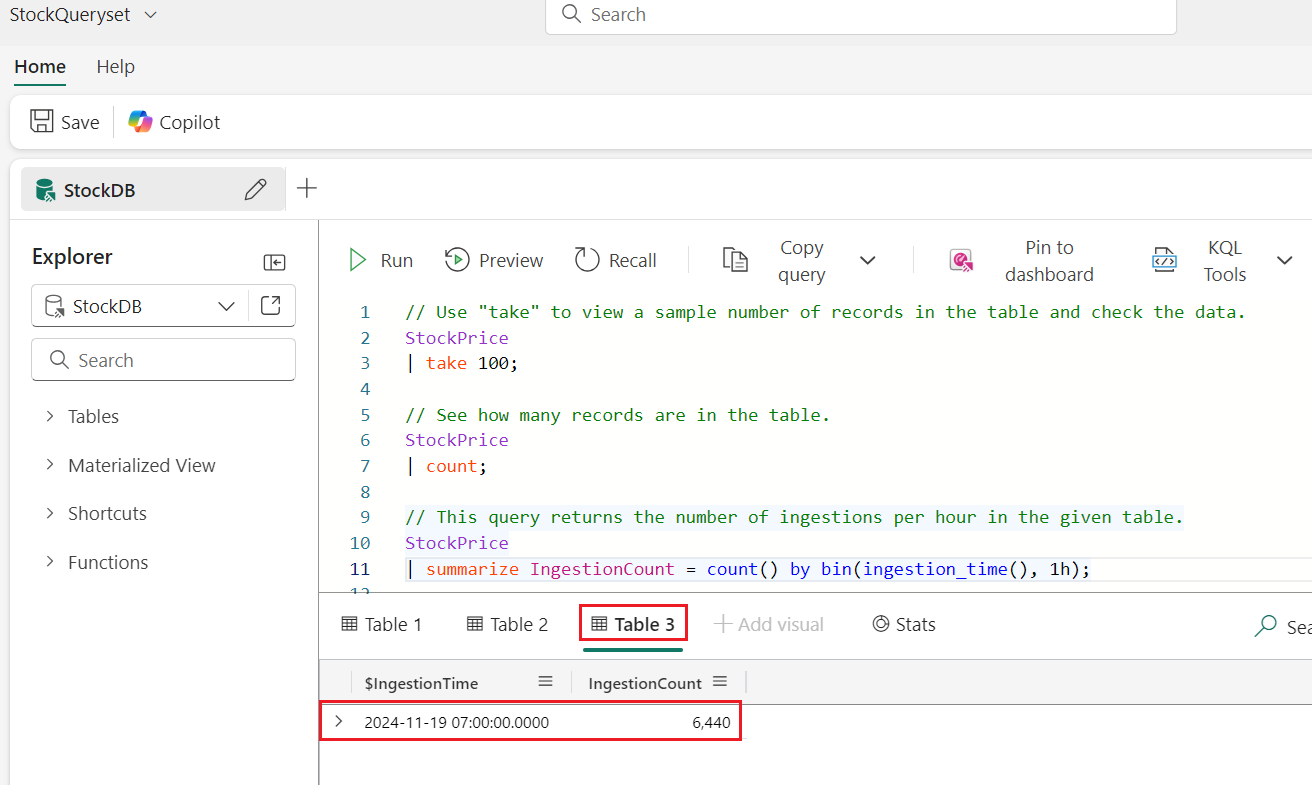 StockQueryset
Search
Home Help
Save Copilot
StockDB
Explorer
StockDB
Search
Tables
Materialized View
Shortcuts
Functions
Run Preview Recall Copy query Pin to dashboard KQL Tools
1 // Use "take" to view a sample number of records in the table and check the data.
2 StockPrice
3 | take 100;
4
5 // See how many records are in the table.
6 StockPrice
7 | count;
8
9 // This query returns the number of ingestions per hour in the given table.
10 StockPrice
11 | summarize IngestionCount = count() by bin(ingestion_time(), 1h);
12
Table 1 Table 2 Table 3 Add visual Stats Sea
$IngestionTime IngestionCount
2024-11-19 07:00:00.0000 6,440